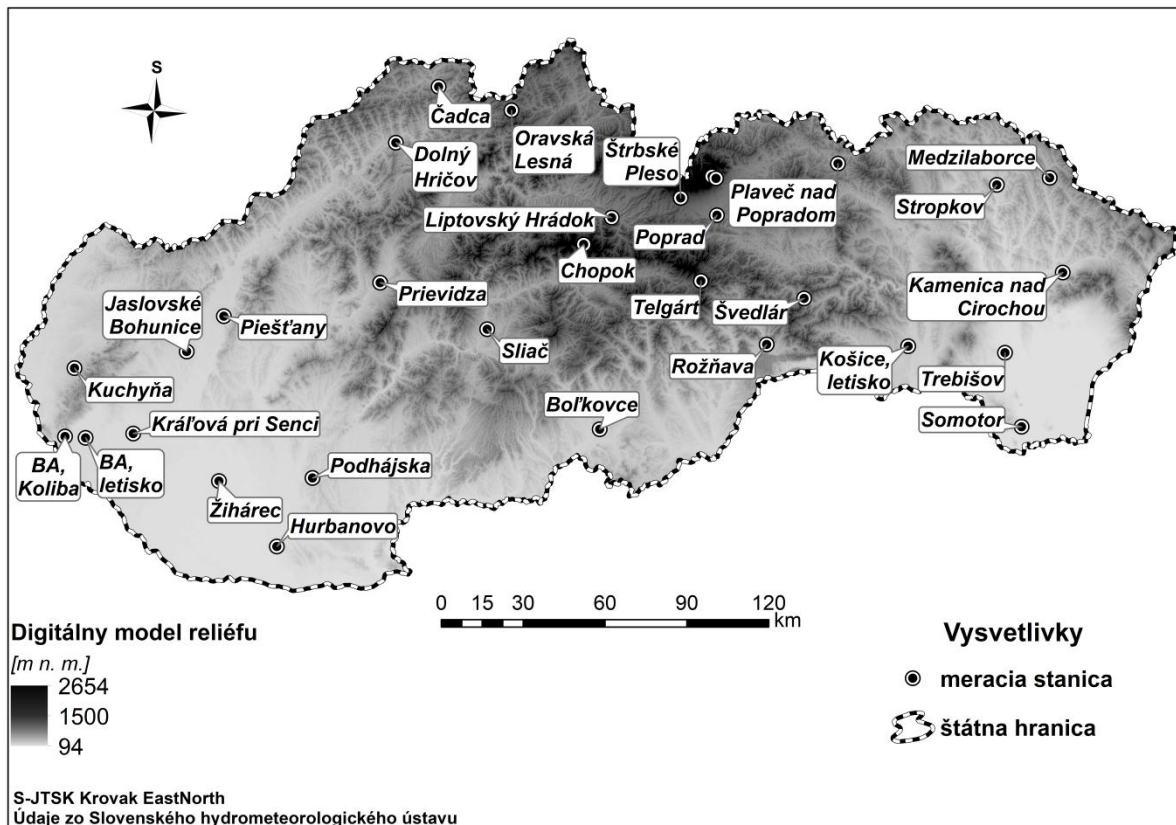 S
Čadca
Oravská
Lesná
Dolný
Hričov
Štrbské
Pleso
Medzilaborce
Plaveč nad
Popradom
Stropkov
Liptovský Hrádok
Poprad
Chopok
Kamenica nad
Cirochou
Prievidza
Telgárt
Švedlár
Jaslovské
Bohunice
Piešťany
Sliač
Rožňava
Košice,
letisko
Trebišov
Kuchyňa
Boľkovce
Somotor
Kráľová pri Senci
BA,
Koliba
BA,
letisko
Podhájska
Žihárec
Hurbanovo
0 15 30 60 90 120
km
Digitálny model reliéfu
[m n. m.]
2654
1500
94
Vysvetlivky
meracia stanica
štátna hranica
S-JTSK Krovak EastNorth
Údaje zo Slovenského hydrometeorologického ústavu